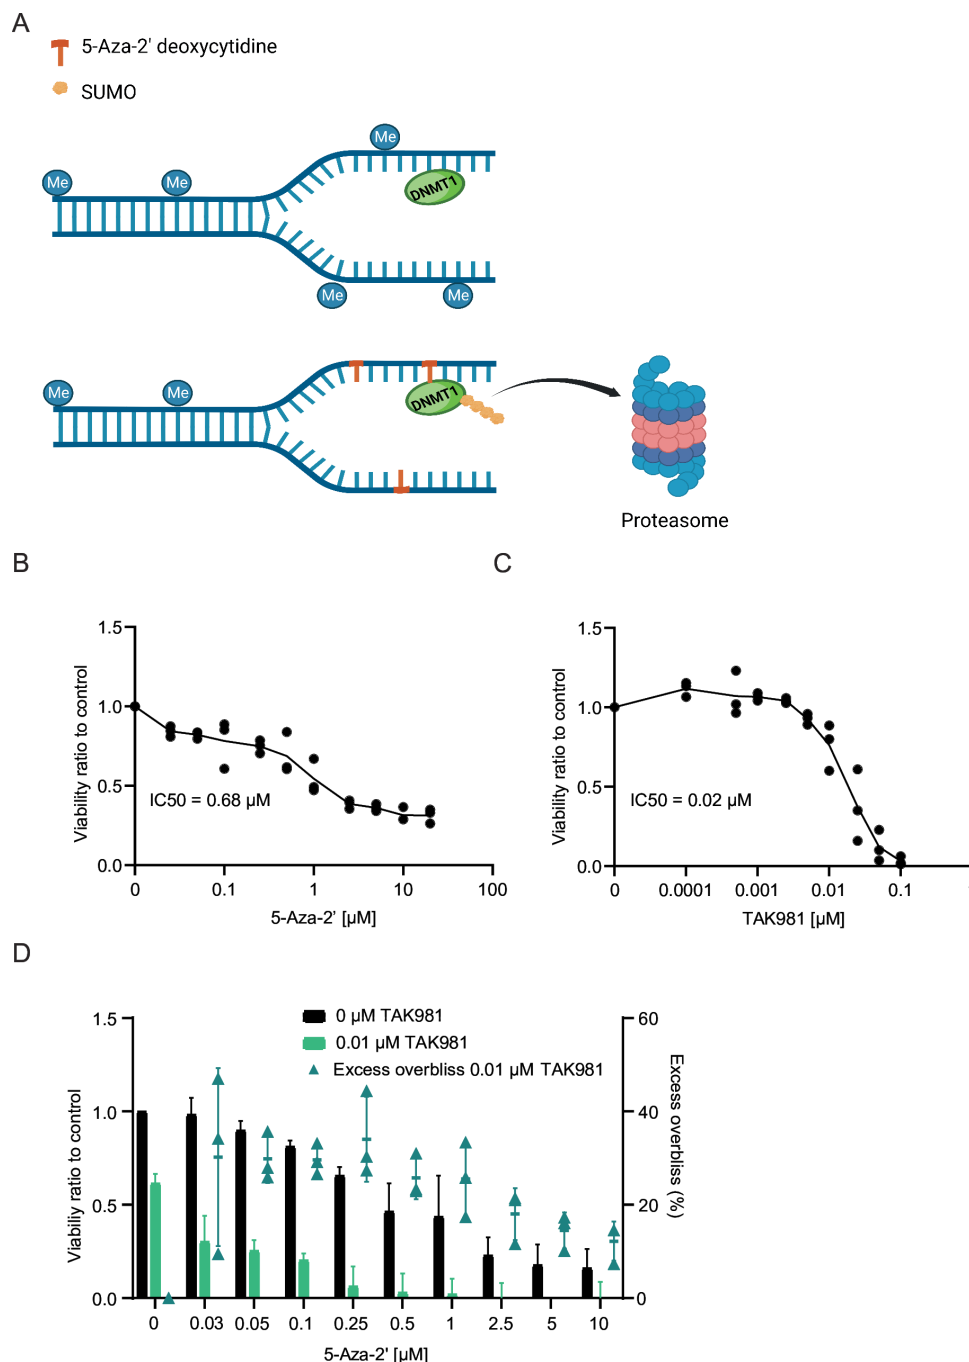 A
5-Aza-2' deoxycytidine
SUMO
Me
Me
Me
DNMT1
Me
Me
Me
Me
DNMT1
Proteasome
B
C
1.5
1.0
0.5
0.0
Viability ratio to control
IC50 = 0.68 µM
0
0.1
1
10
100
5-Aza-2' [µM]
1.5
1.0
0.5
0.0
Viability ratio to control
IC50 = 0.02 µM
0
0.0001
0.001
0.01
0.1
TAK981 [µM]
D
0 µM TAK981
0.01 µM TAK981
Excess overbliss 0.01 µM TAK981
1.5
1.0
0.5
0.0
Viabiliy ratio to control
60
40
20
0
Excess overbliss (%)
0
0.03
0.05
0.1
0.25
0.5
1
2.5
5
10
5-Aza-2' [µM]